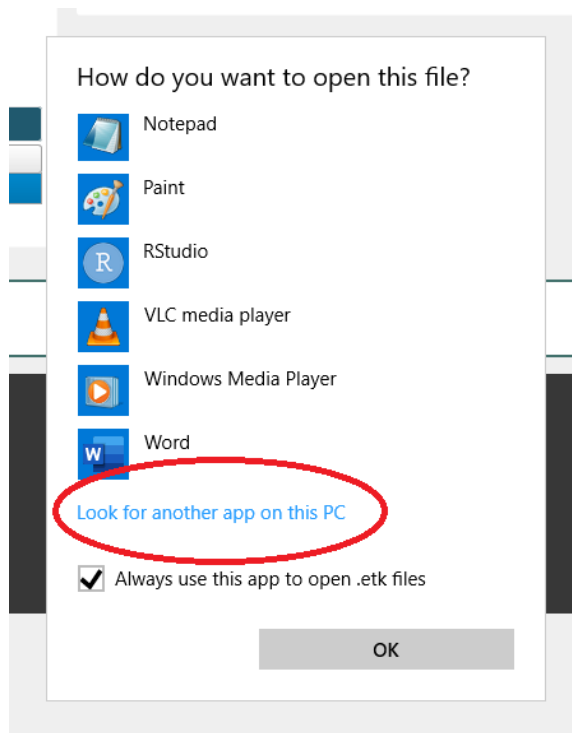 How do you want to open this file?
Notepad
Paint
R
RStudio
VLC media player
Windows Media Player
W
Word
Look for another app on this PC
Always use this app to open .etk files
OK